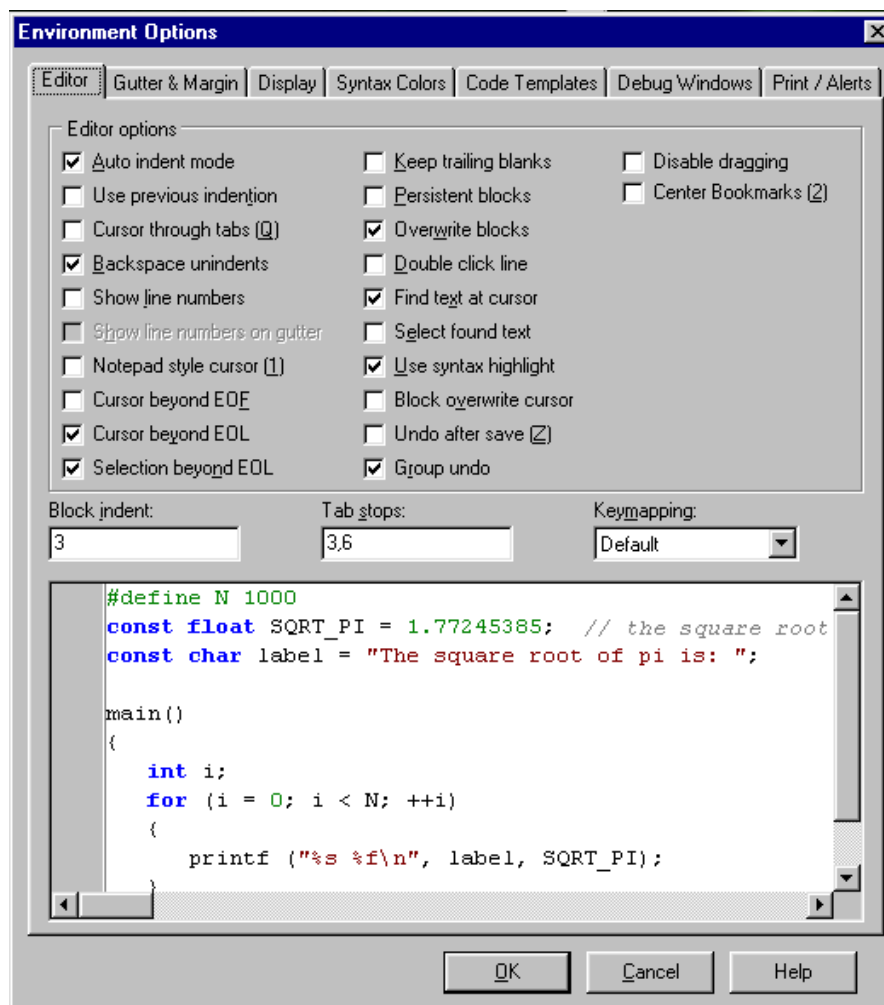 Environment Options
Editor Gutter & Margin Display Syntax Colors Code Templates Debug Windows Print / Alerts
Editor options
Auto indent mode
Use previous indention
Cursor through tabs (Q)
Backspace unindents
Show line numbers
Show line numbers on gutter
Notepad style cursor (1)
Cursor beyond EOF
Cursor beyond EOL
Selection beyond EOL
Keep trailing blanks
Persistent blocks
Overwrite blocks
Double click line
Find text at cursor
Select found text
Use syntax highlight
Block overwrite cursor
Undo after save (Z)
Group undo
Disable dragging
Center Bookmarks (2)
Block indent:
3
Tab stops:
3,6
Keymapping:
Default
#define N 1000
const float SQRT_PI = 1.77245385;  // the square root
const char label = "The square root of pi is: ";
main()
{
int i;
for (i = 0; i < N; ++i)
{
printf ("%s %f\n", label, SQRT_PI);
}
OK Cancel Help